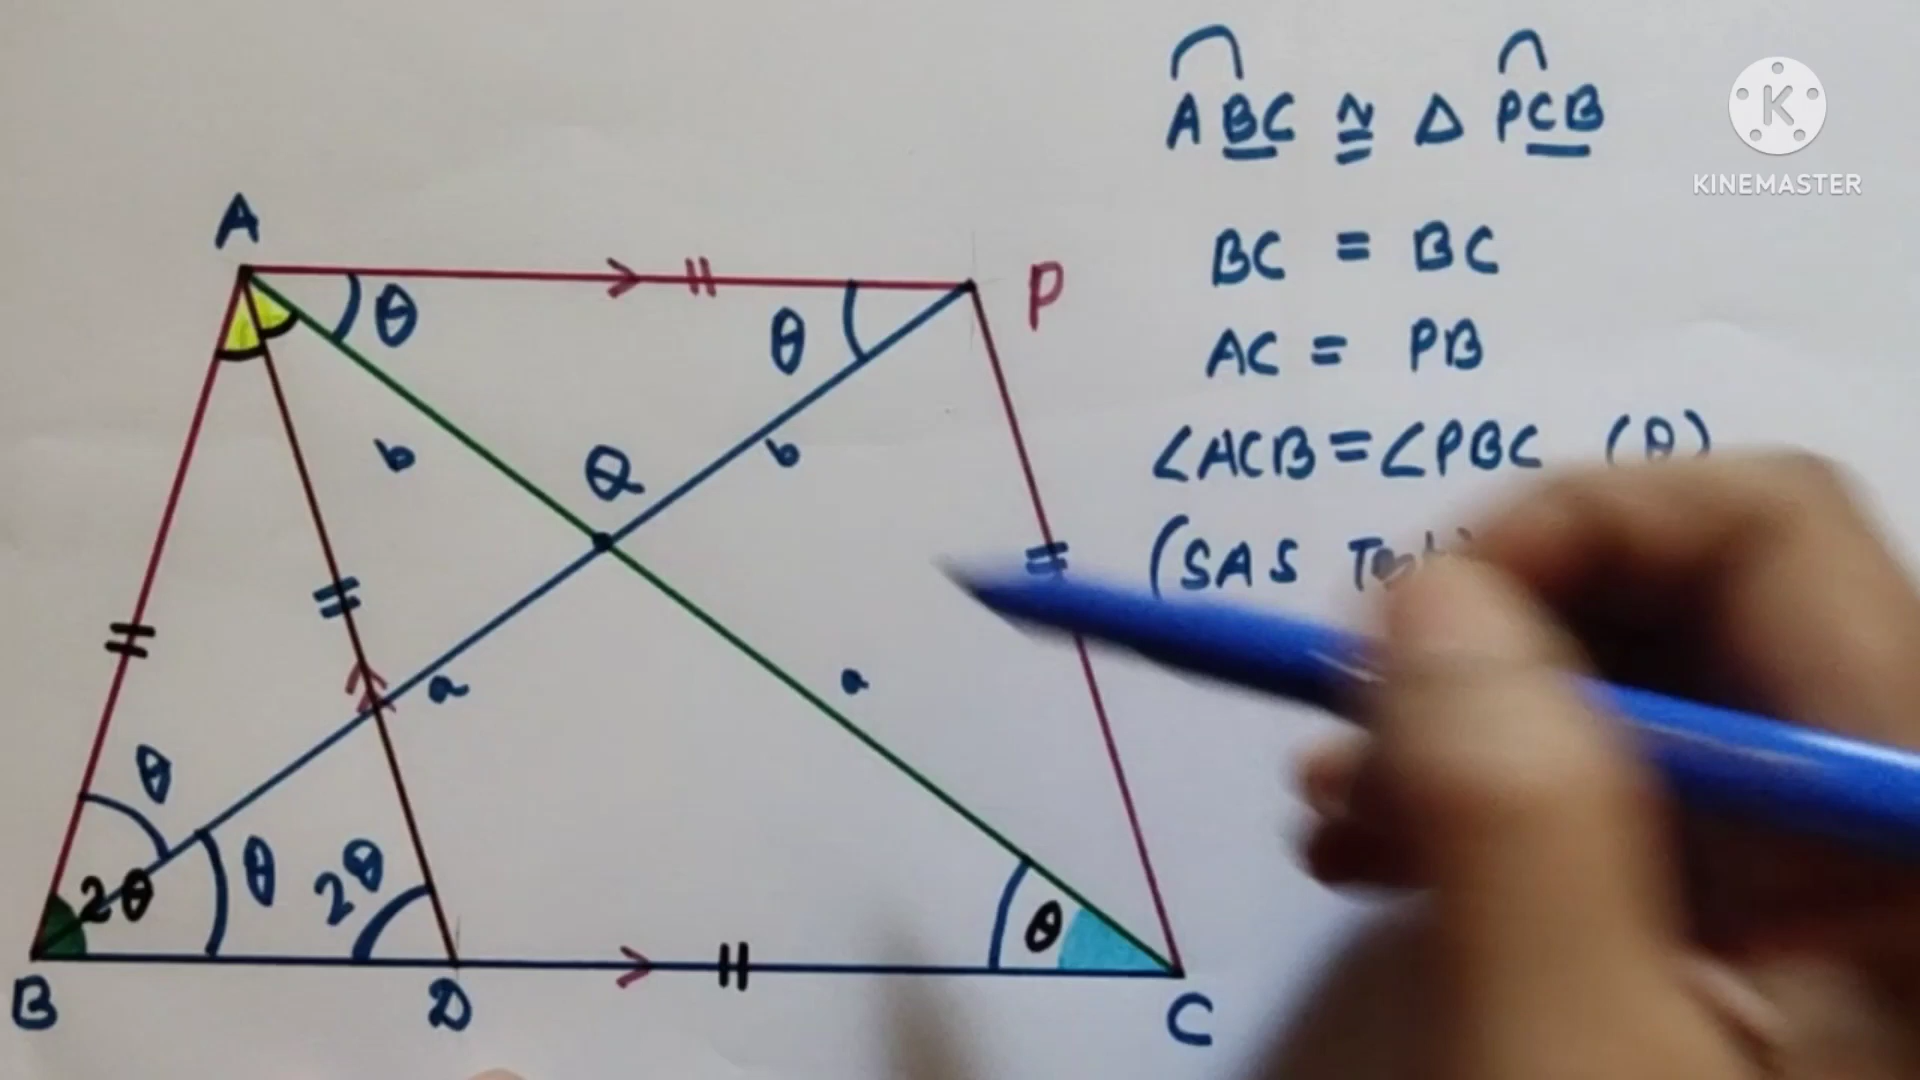 ABC ≅ Δ PCB
KINEMASTER
BC = BC
AC = PB
∠ACB = ∠PBC (θ)
(SAS
A
P
θ
θ
b
Q
b
a
a
θ
2θ
θ
2θ
θ
B
D
C